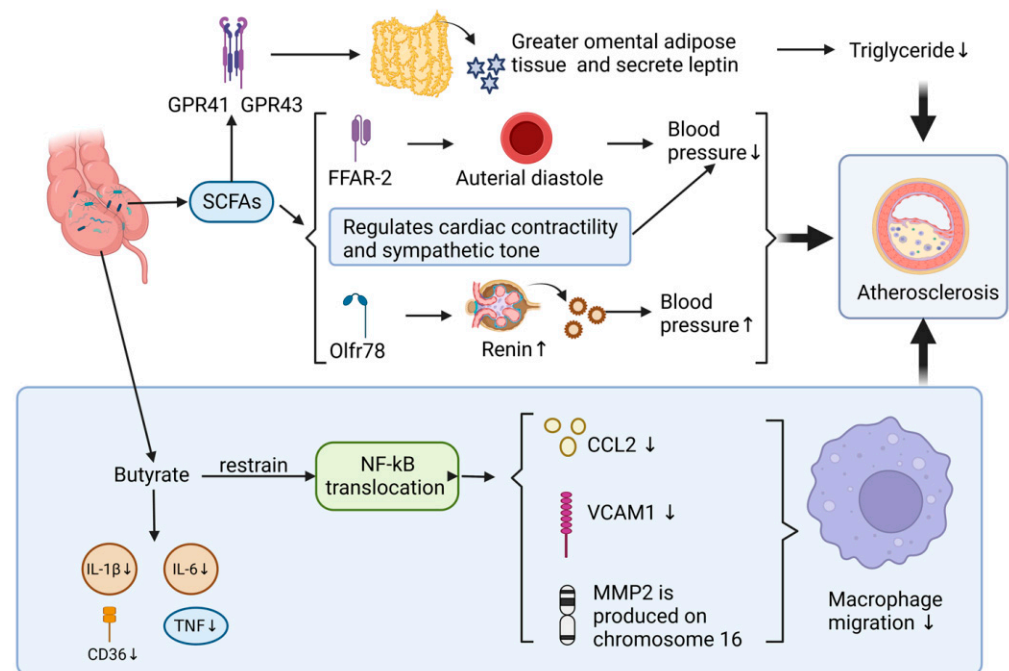 GPR41 GPR43
Greater omental adipose
tissue and secrete leptin
Triglyceride↓
SCFAs
FFAR-2
Auterial diastole
Blood
pressure↓
Regulates cardiac contractility
and sympathetic tone
Olfr78
Renin↑
Blood
pressure↑
Atherosclerosis
Butyrate
restrain
NF-kB
translocation
IL-1β↓
IL-6↓
CD36↓
TNF↓
CCL2 ↓
VCAM1 ↓
MMP2 is
produced on
chromosome 16
Macrophage
migration ↓